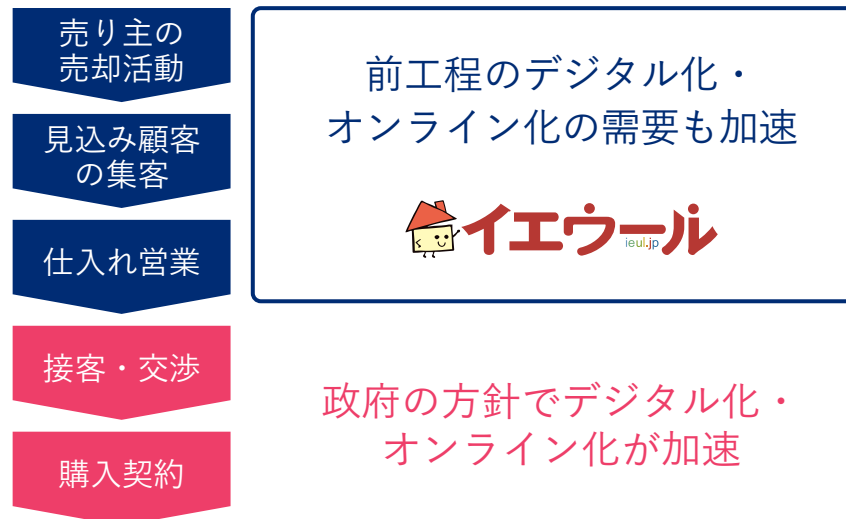 売り主の
売却活動
見込み顧客
の集客
仕入れ営業
接客・交渉
購入契約
前工程のデジタル化・
オンライン化の需要も加速
イエウール
ieul.jp
政府の方針でデジタル化・
オンライン化が加速